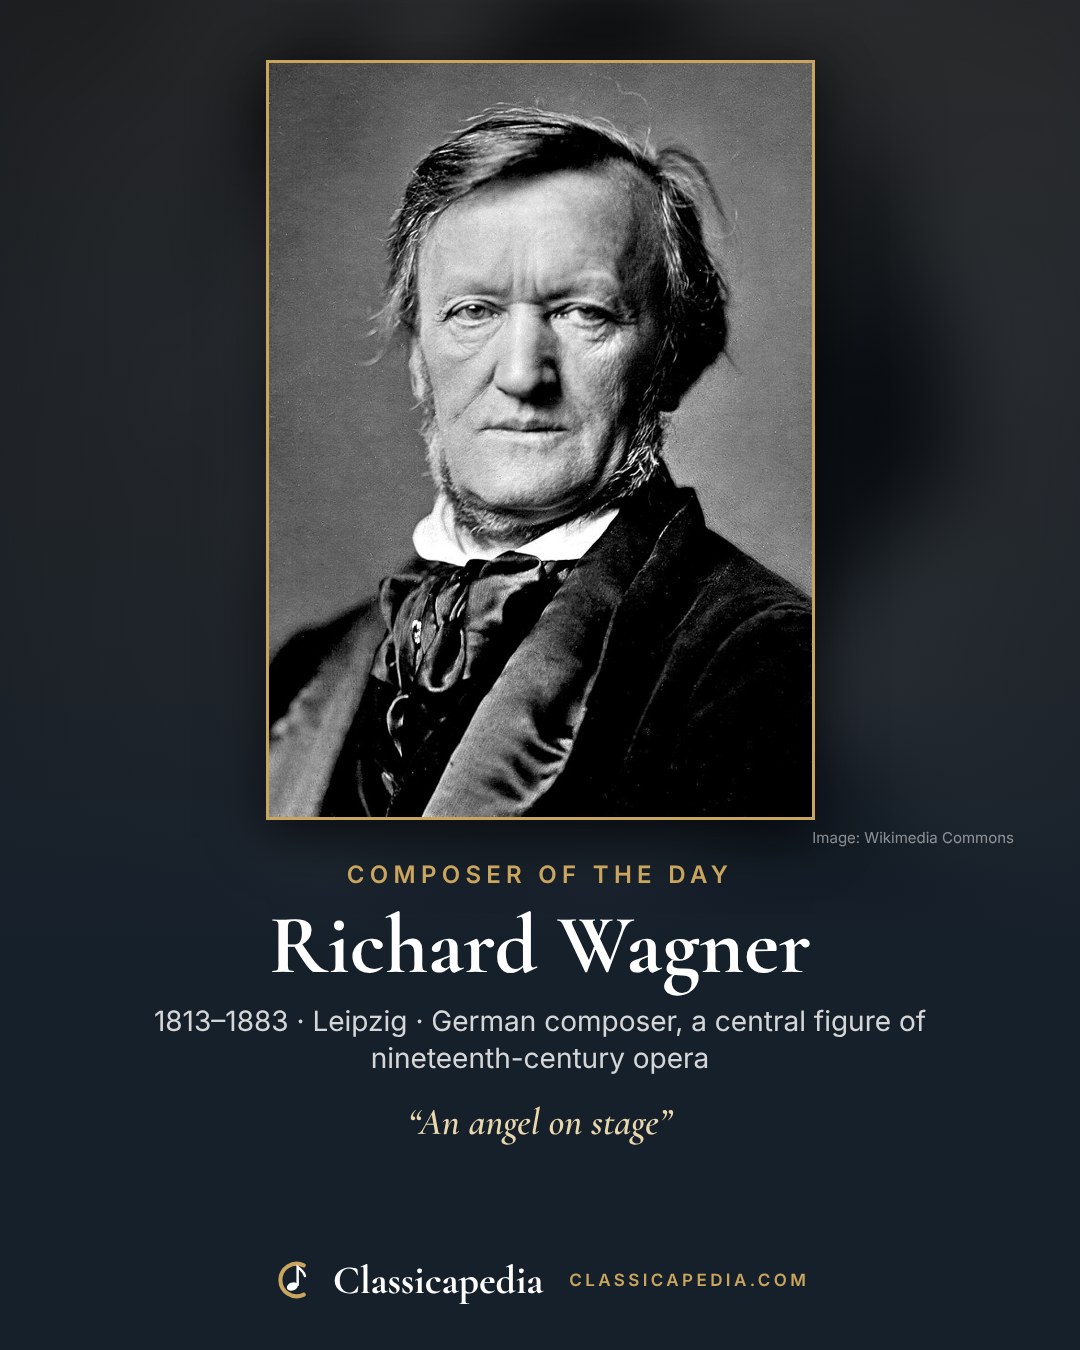 Image: Wikimedia Commons
COMPOSER OF THE DAY
Richard Wagner
1813–1883 · Leipzig · German composer, a central figure of
nineteenth-century opera
“An angel on stage”
Classicapedia CLASSICAPEDIA.COM